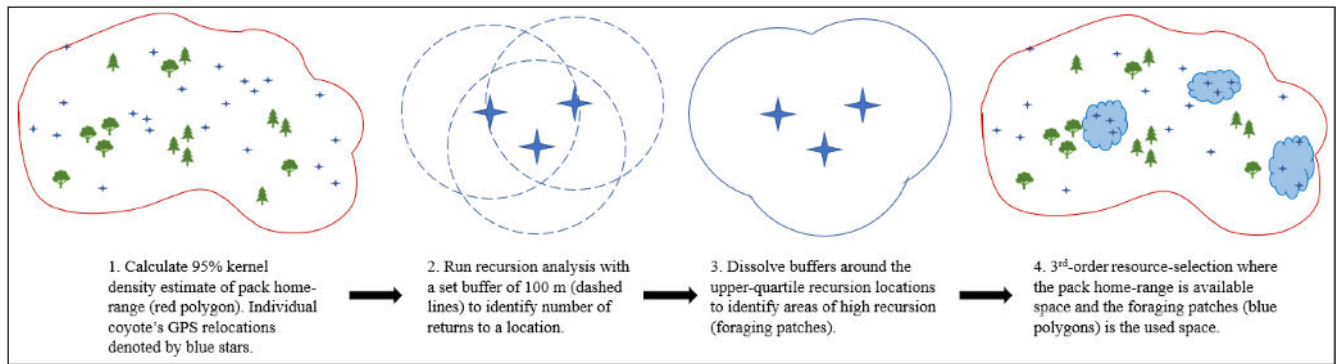 1. Calculate 95% kernel
density estimate of pack home-
range (red polygon). Individual
coyote's GPS relocations
denoted by blue stars.
2. Run recursion analysis with
a set buffer of 100 m (dashed
lines) to identify number of
returns to a location.
3. Dissolve buffers around the
upper-quartile recursion locations
to identify areas of high recursion
(foraging patches).
4. 3rd-order resource-selection where
the pack home-range is available
space and the foraging patches (blue
polygons) is the used space.